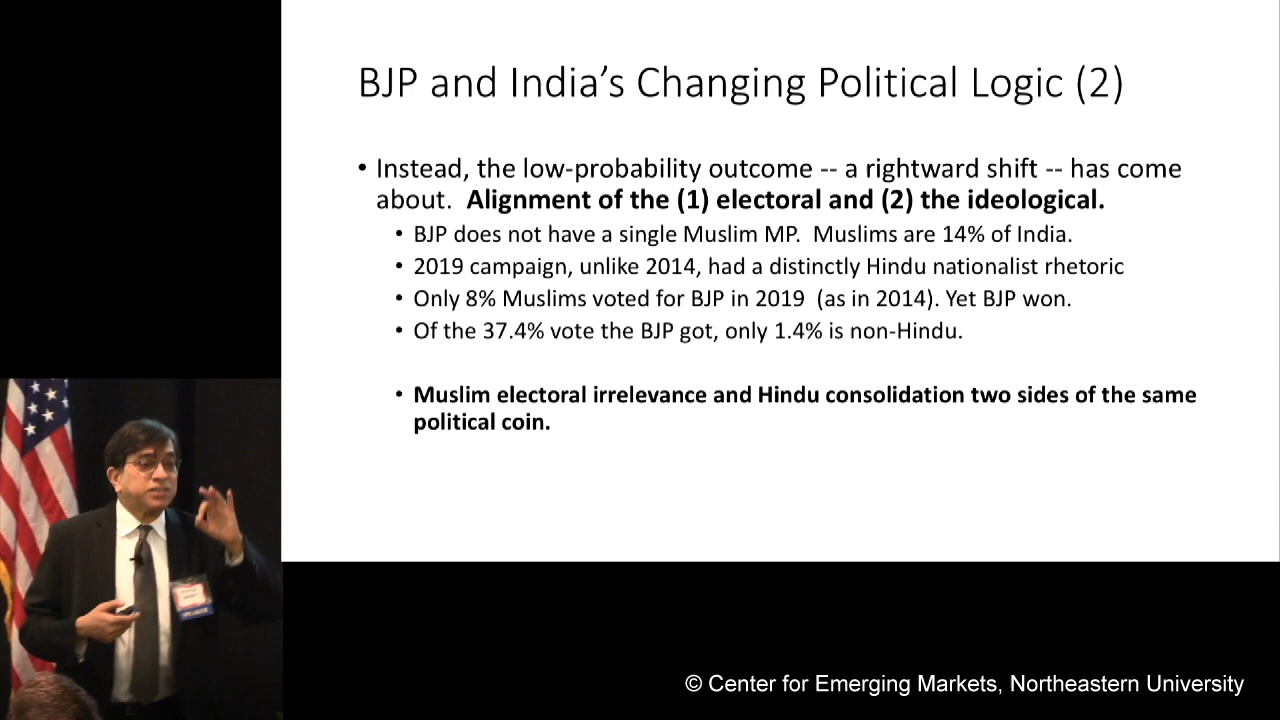 BJP and India’s Changing Political Logic (2)
• Instead, the low-probability outcome -- a rightward shift -- has come
about.  Alignment of the (1) electoral and (2) the ideological.
• BJP does not have a single Muslim MP.  Muslims are 14% of India.
• 2019 campaign, unlike 2014, had a distinctly Hindu nationalist rhetoric
• Only 8% Muslims voted for BJP in 2019  (as in 2014). Yet BJP won.
• Of the 37.4% vote the BJP got, only 1.4% is non-Hindu.
• Muslim electoral irrelevance and Hindu consolidation two sides of the same
political coin.
© Center for Emerging Markets, Northeastern University